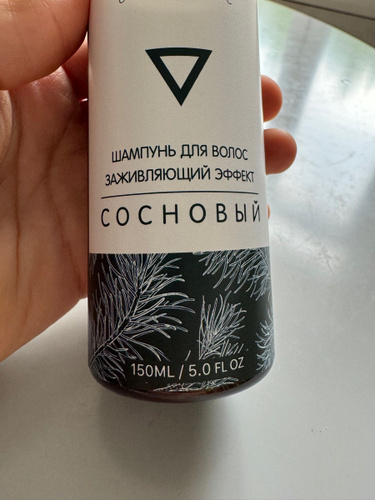 ШАМПУНЬ ДЛЯ ВОЛОС
ЗАЖИВЛЯЮЩИЙ ЭФФЕКТ
СОСНОВЫЙ
150ML / 5.0 FL OZ